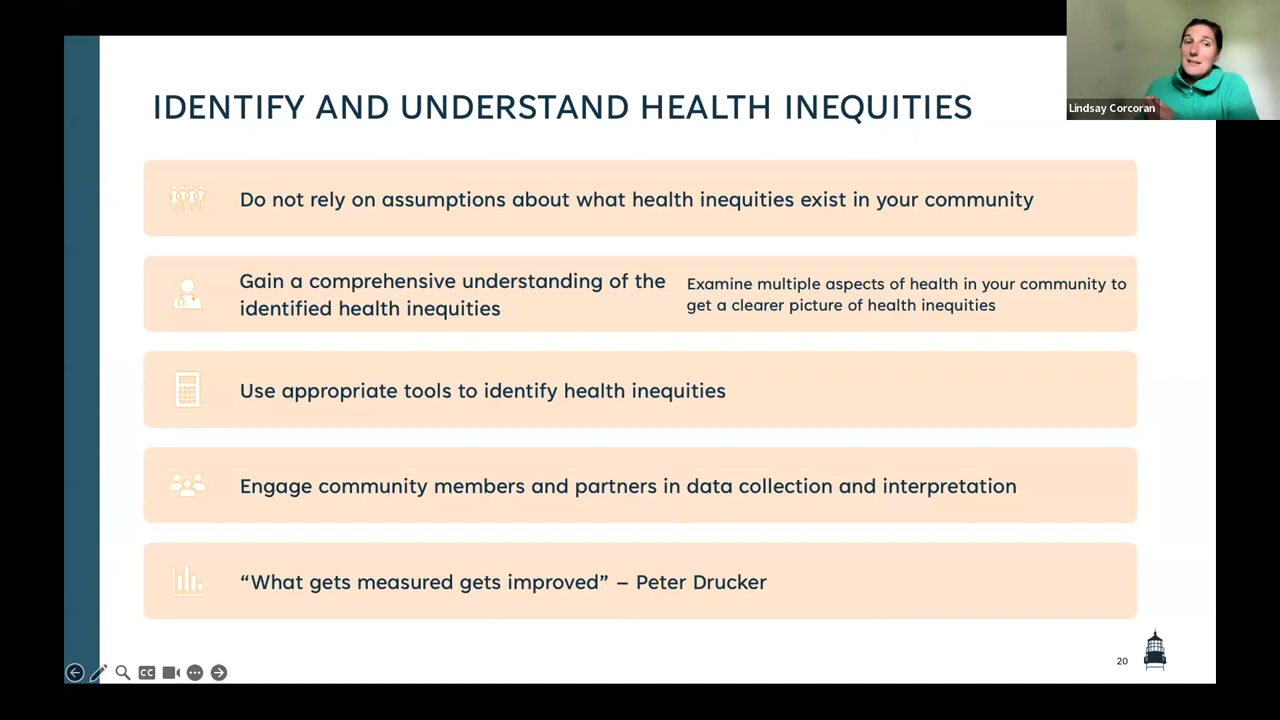 Lindsay Corcoran
IDENTIFY AND UNDERSTAND HEALTH INEQUITIES
Do not rely on assumptions about what health inequities exist in your community
Gain a comprehensive understanding of the
identified health inequities
Examine multiple aspects of health in your community to
get a clearer picture of health inequities
Use appropriate tools to identify health inequities
Engage community members and partners in data collection and interpretation
“What gets measured gets improved” – Peter Drucker
20
CC